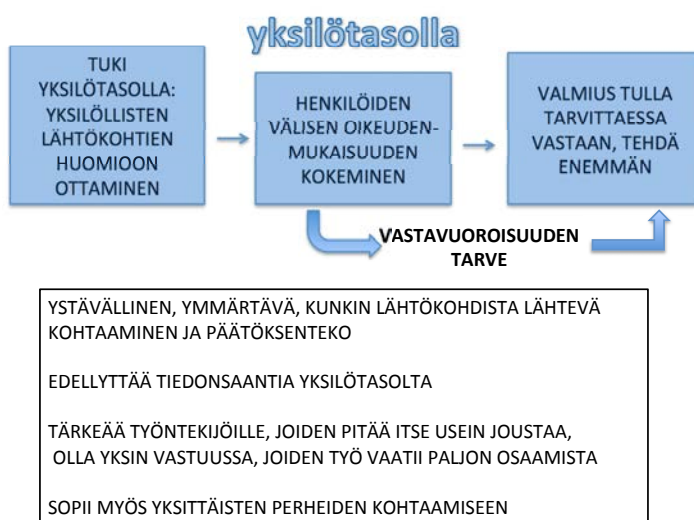 yksilötasolla
TUKI
YKSILÖTASOLLA:
YKSILÖLLISTEN
LÄHTÖKOHTIEN
HUOMIOON
OTTAMINEN
HENKILÖIDEN
VÄLISEN OIKEUDEN-
MUKAISUUDEN
KOKEMINEN
VALMIUS TULLA
TARVITTAESSA
VASTAAN, TEHDÄ
ENEMMÄN
VASTAVUOROISUUDEN
TARVE
YSTÄVÄLLINEN, YMMÄRTÄVÄ, KUNKIN LÄHTÖKOHDISTA LÄHTEVÄ
KOHTAAMINEN JA PÄÄTÖKSENTEKO
EDELLYTTÄÄ TIEDONSAANTIA YKSILÖTASOLTA
TÄRKEÄÄ TYÖNTEKIJÖILLE, JOIDEN PITÄÄ ITSE USEIN JOUSTAA,
OLLA YKSIN VASTUUSSA, JOIDEN TYÖ VAATII PALJON OSAAMISTA
SOPII MYÖS YKSITTÄISTEN PERHEIDEN KOHTAAMISEEN